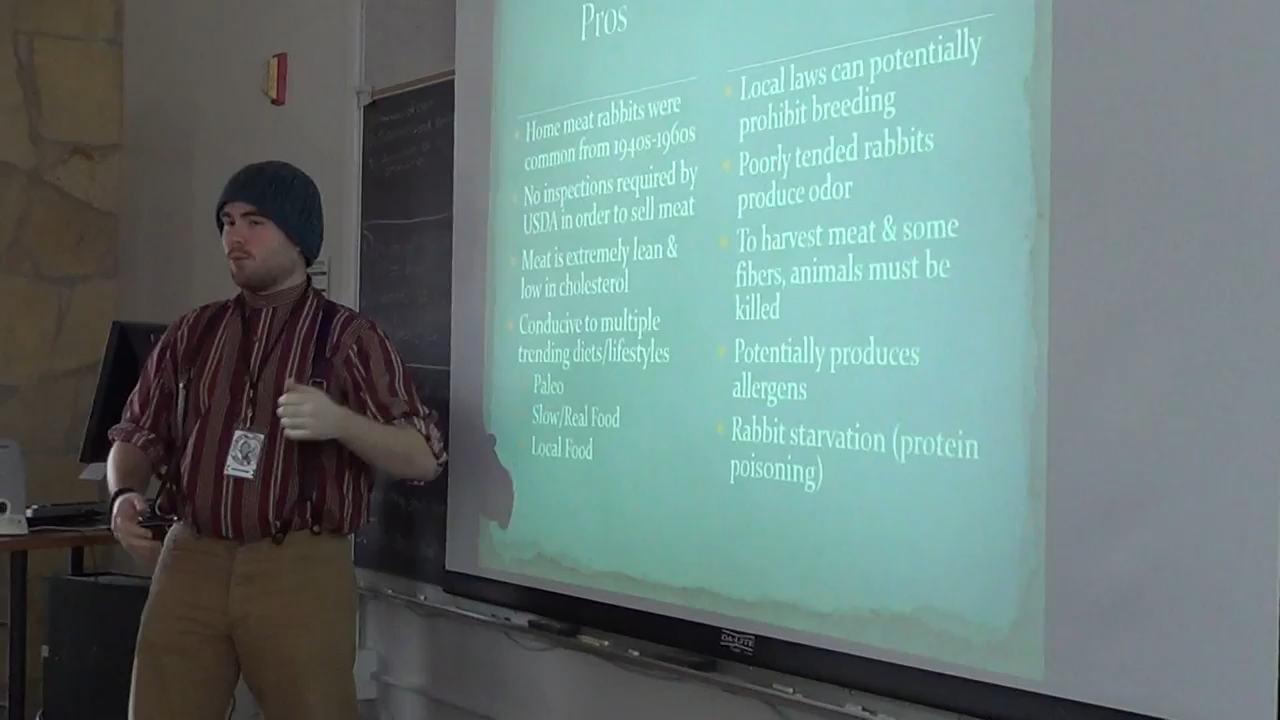 Pros
Home meat rabbits were
common from 1940s-1960s
No inspections required by
USDA in order to sell meat
Meat is extremely lean &
low in cholesterol
Conducive to multiple
trending diets/lifestyles
Paleo
Slow/Real Food
Local Food
Local laws can potentially
prohibit breeding
Poorly tended rabbits
produce odor
To harvest meat & some
fibers, animals must be
killed
Potentially produces
allergens
Rabbit starvation (protein
poisoning)
DA-LITE